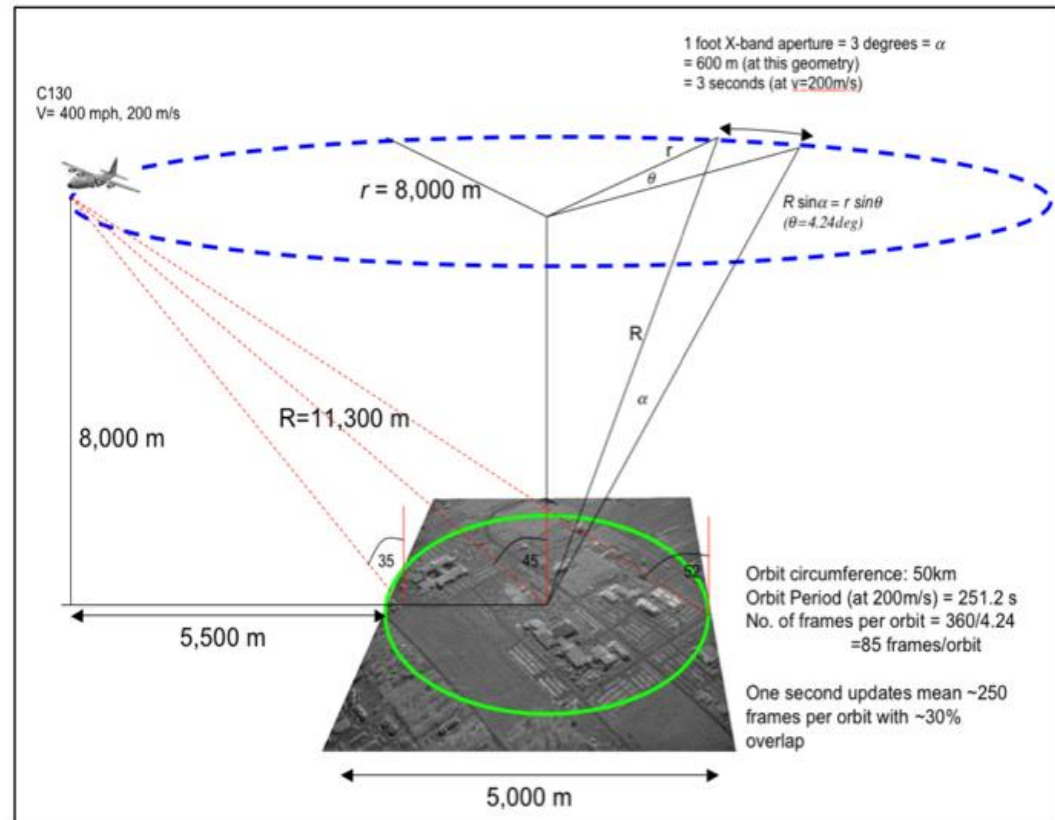 1 foot X-band aperture = 3 degrees = α
= 600 m (at this geometry)
= 3 seconds (at v=200m/s)
C130
V= 400 mph, 200 m/s
r
θ
r = 8,000 m
R sinα = r sinθ
(θ=4.24deg)
R
α
R=11,300 m
8,000 m
35
45
52
5,500 m
Orbit circumference: 50km
Orbit Period (at 200m/s) = 251.2 s
No. of frames per orbit = 360/4.24
=85 frames/orbit
One second updates mean ~250
frames per orbit with ~30%
overlap
5,000 m